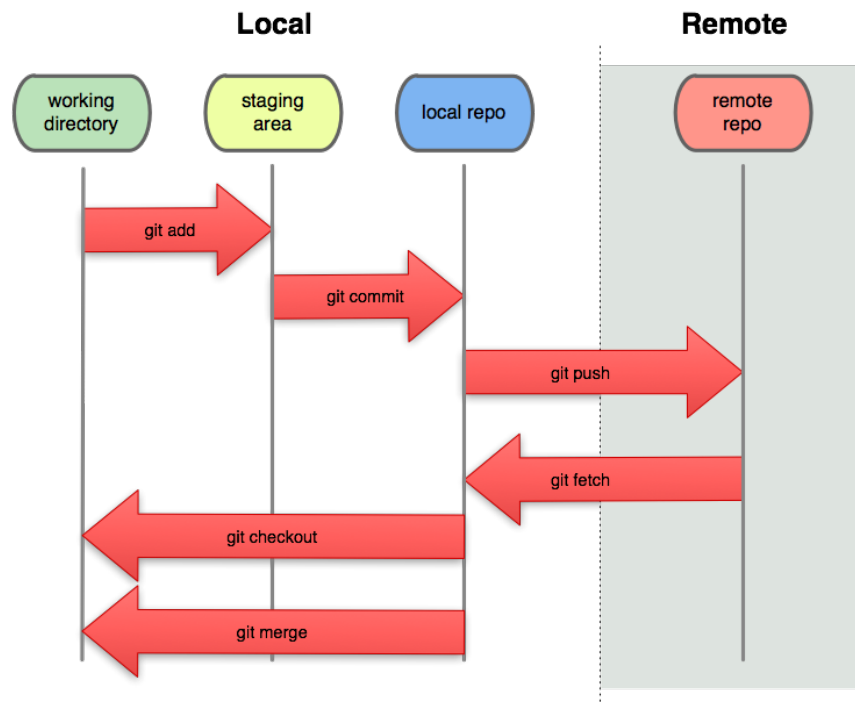 Local
Remote
working
directory
staging
area
local repo
remote
repo
git add
git commit
git push
git fetch
git checkout
git merge